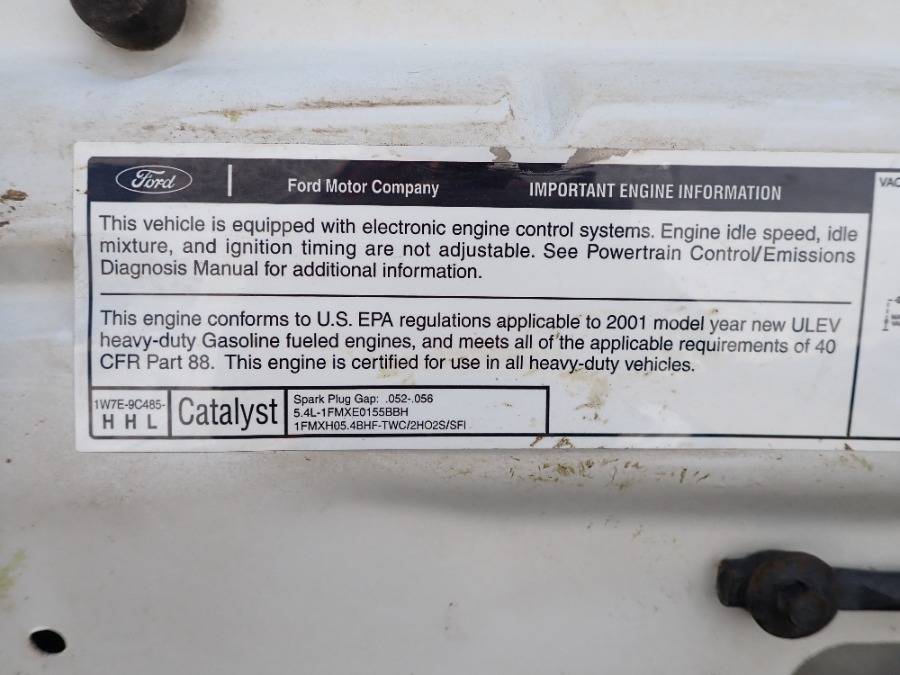 Ford
Ford Motor Company
IMPORTANT ENGINE INFORMATION
This vehicle is equipped with electronic engine control systems. Engine idle speed, idle
mixture, and ignition timing are not adjustable. See Powertrain Control/Emissions
Diagnosis Manual for additional information.
This engine conforms to U.S. EPA regulations applicable to 2001 model year new ULEV
heavy-duty Gasoline fueled engines, and meets all of the applicable requirements of 40
CFR Part 88. This engine is certified for use in all heavy-duty vehicles.
1W7E-9C485-
H H L
Catalyst
Spark Plug Gap: .052-.056
5.4L-1FMXE0155BBH
1FMXH05.4BHF-TWC/2HO2S/SFI